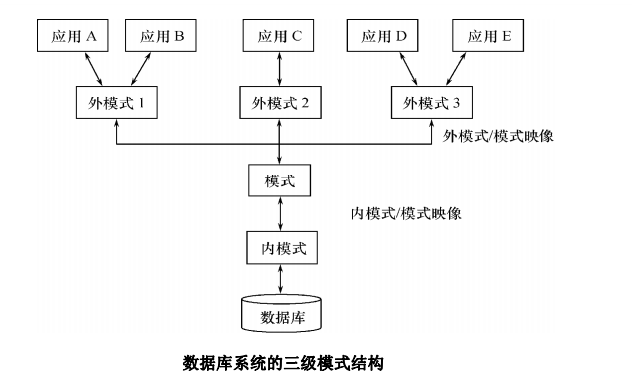 应用 A 应用 B 应用 C 应用 D 应用 E
外模式 1 外模式 2 外模式 3
外模式/模式映像
模式
内模式/模式映像
内模式
数据库
数据库系统的三级模式结构